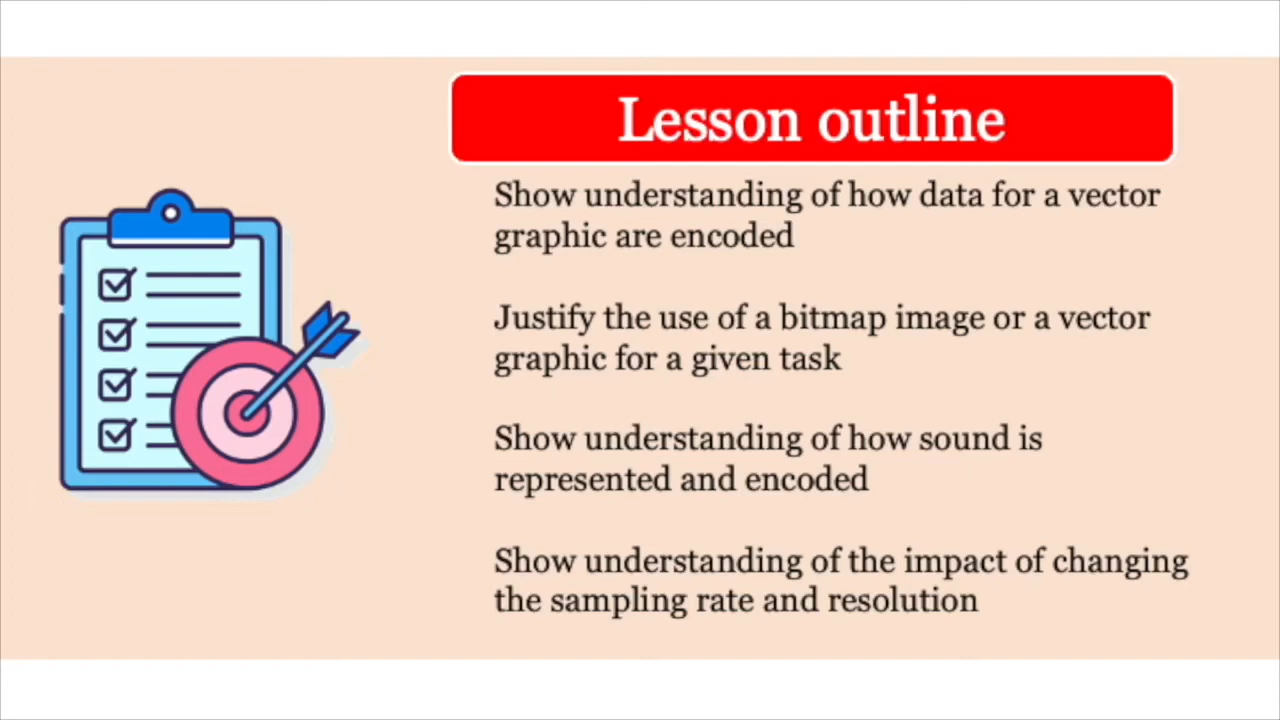 Lesson outline
Show understanding of how data for a vector
graphic are encoded
Justify the use of a bitmap image or a vector
graphic for a given task
Show understanding of how sound is
represented and encoded
Show understanding of the impact of changing
the sampling rate and resolution